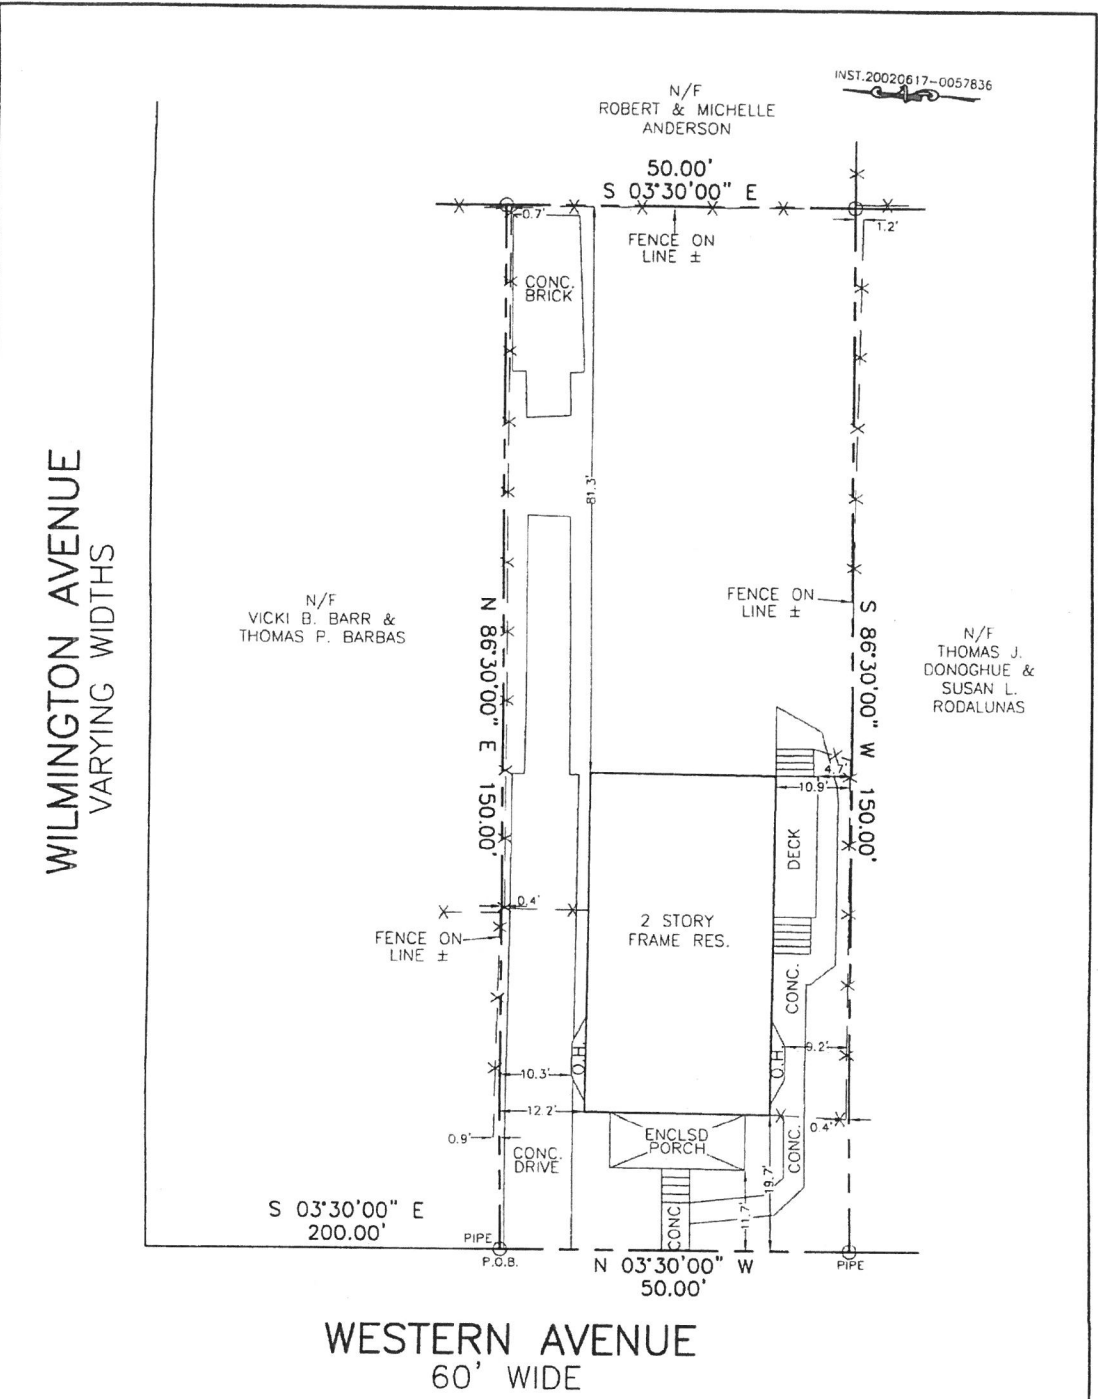 INST.20020617-0057836
N/F
ROBERT & MICHELLE
ANDERSON
50.00'
S 03°30'00" E
0.7'
1.2'
FENCE ON
LINE ±
CONC.
BRICK
81.3'
WILMINGTON AVENUE
VARYING WIDTHS
N/F
VICKI B. BARR &
THOMAS P. BARBAS
N 86°30'00" E 150.00'
FENCE ON
LINE ±
S 86°30'00" W 150.00'
N/F
THOMAS J.
DONOGHUE &
SUSAN L.
RODALUNAS
4.7'
10.9'
DECK
0.4'
FENCE ON
LINE ±
2 STORY
FRAME RES.
CONC.
O.H.
O.H.
9.2'
10.3'
12.2'
0.4'
0.9'
ENCLSD
PORCH
CONC.
CONC.
DRIVE
19.7'
11.7'
CONC
S 03°30'00" E
200.00'
PIPE
P.O.B.
N 03°30'00" W
50.00'
PIPE
WESTERN AVENUE
60' WIDE